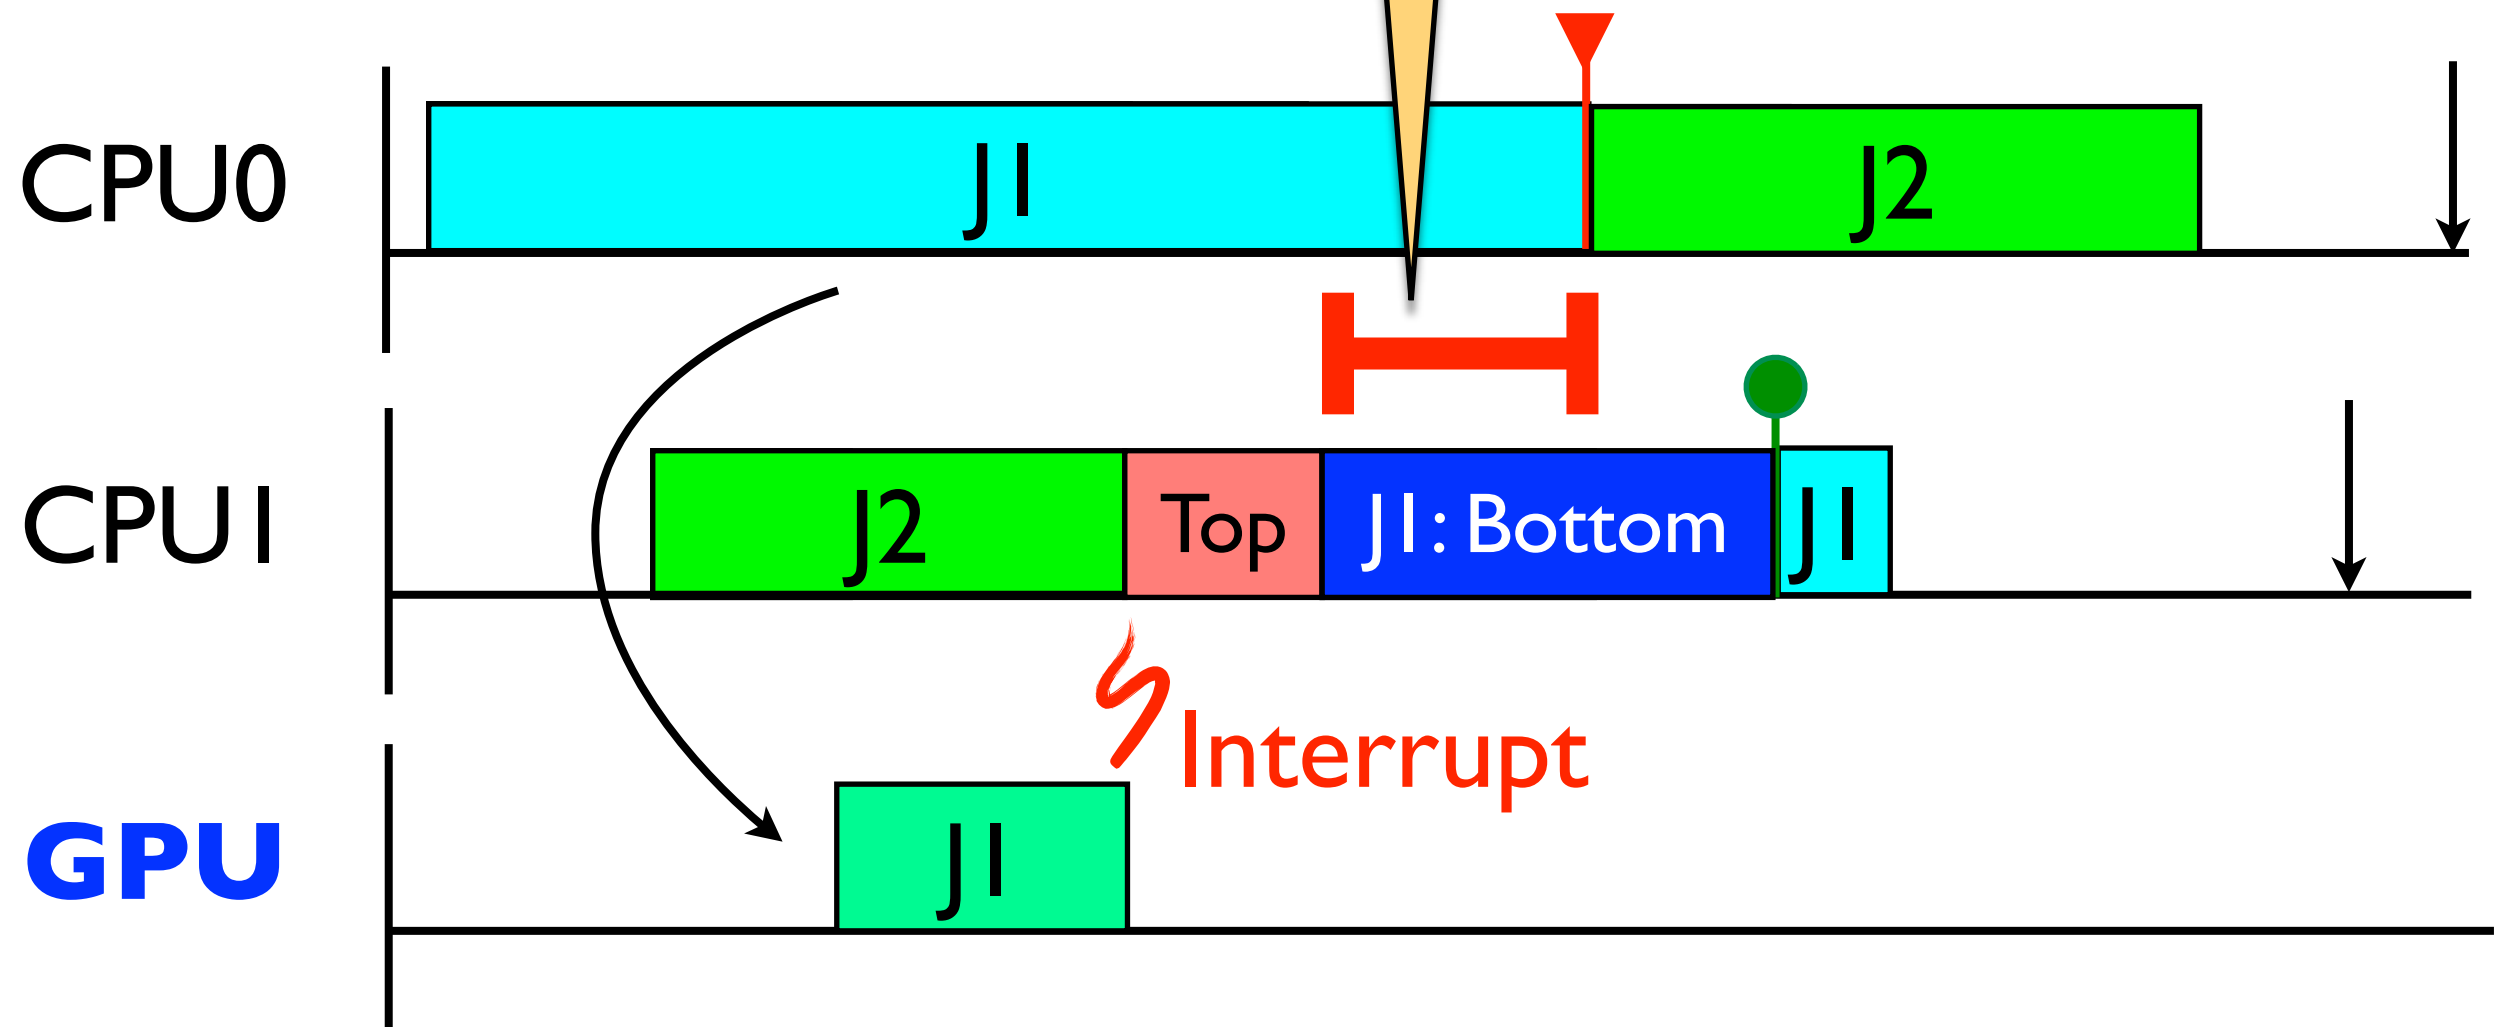 CPU0
J1
J2
CPU1
J2
Top
J1: Bottom
J1
Interrupt
GPU
J1